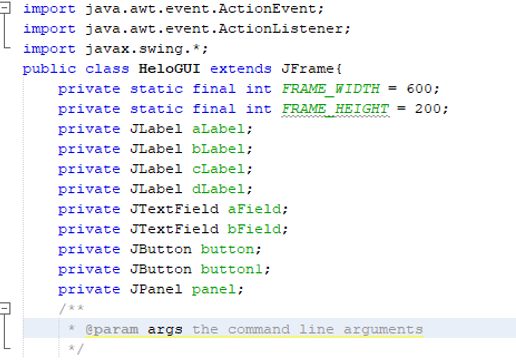 import java.awt.event.ActionEvent;
import java.awt.event.ActionListener;
import javax.swing.*;
public class HeloGUI extends JFrame{
private static final int FRAME_WIDTH = 600;
private static final int FRAME_HEIGHT = 200;
private JLabel aLabel;
private JLabel bLabel;
private JLabel cLabel;
private JLabel dLabel;
private JTextField aField;
private JTextField bField;
private JButton button;
private JButton button1;
private JPanel panel;
/**
* @param args the command line arguments
*/